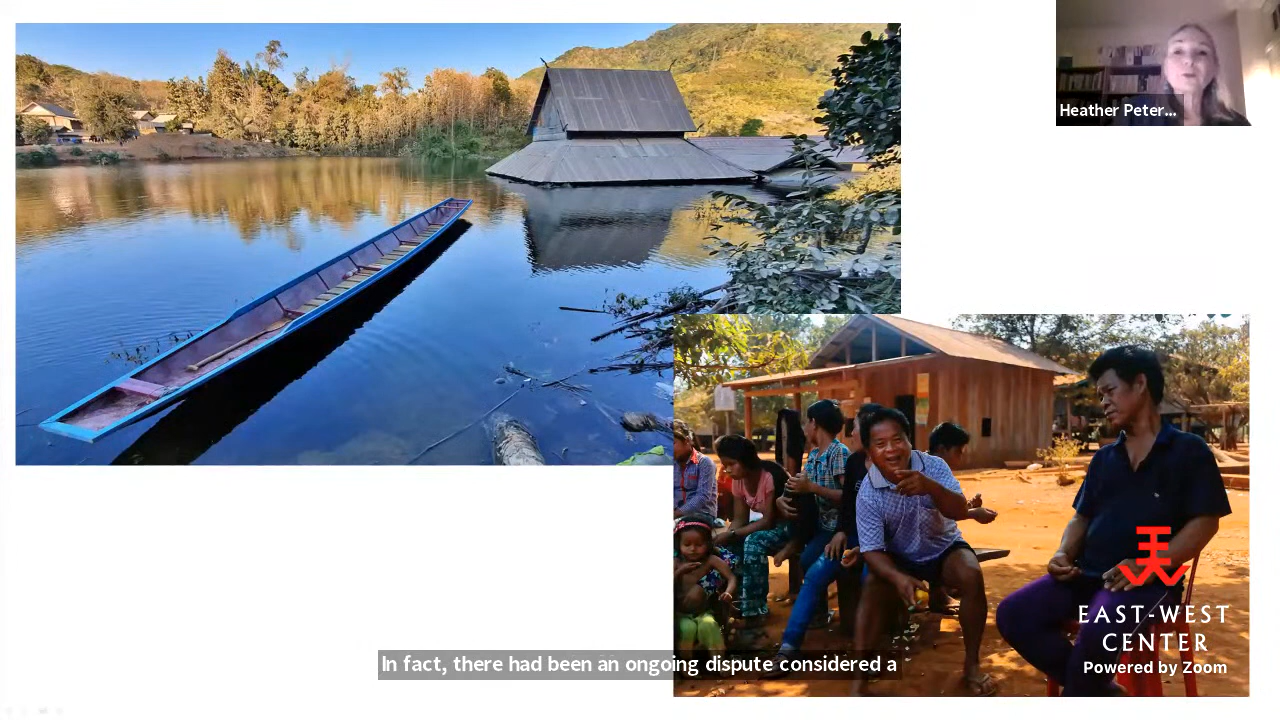 Heather Peter...
In fact, there had been an ongoing dispute considered a
EAST-WEST
CENTER
Powered by Zoom